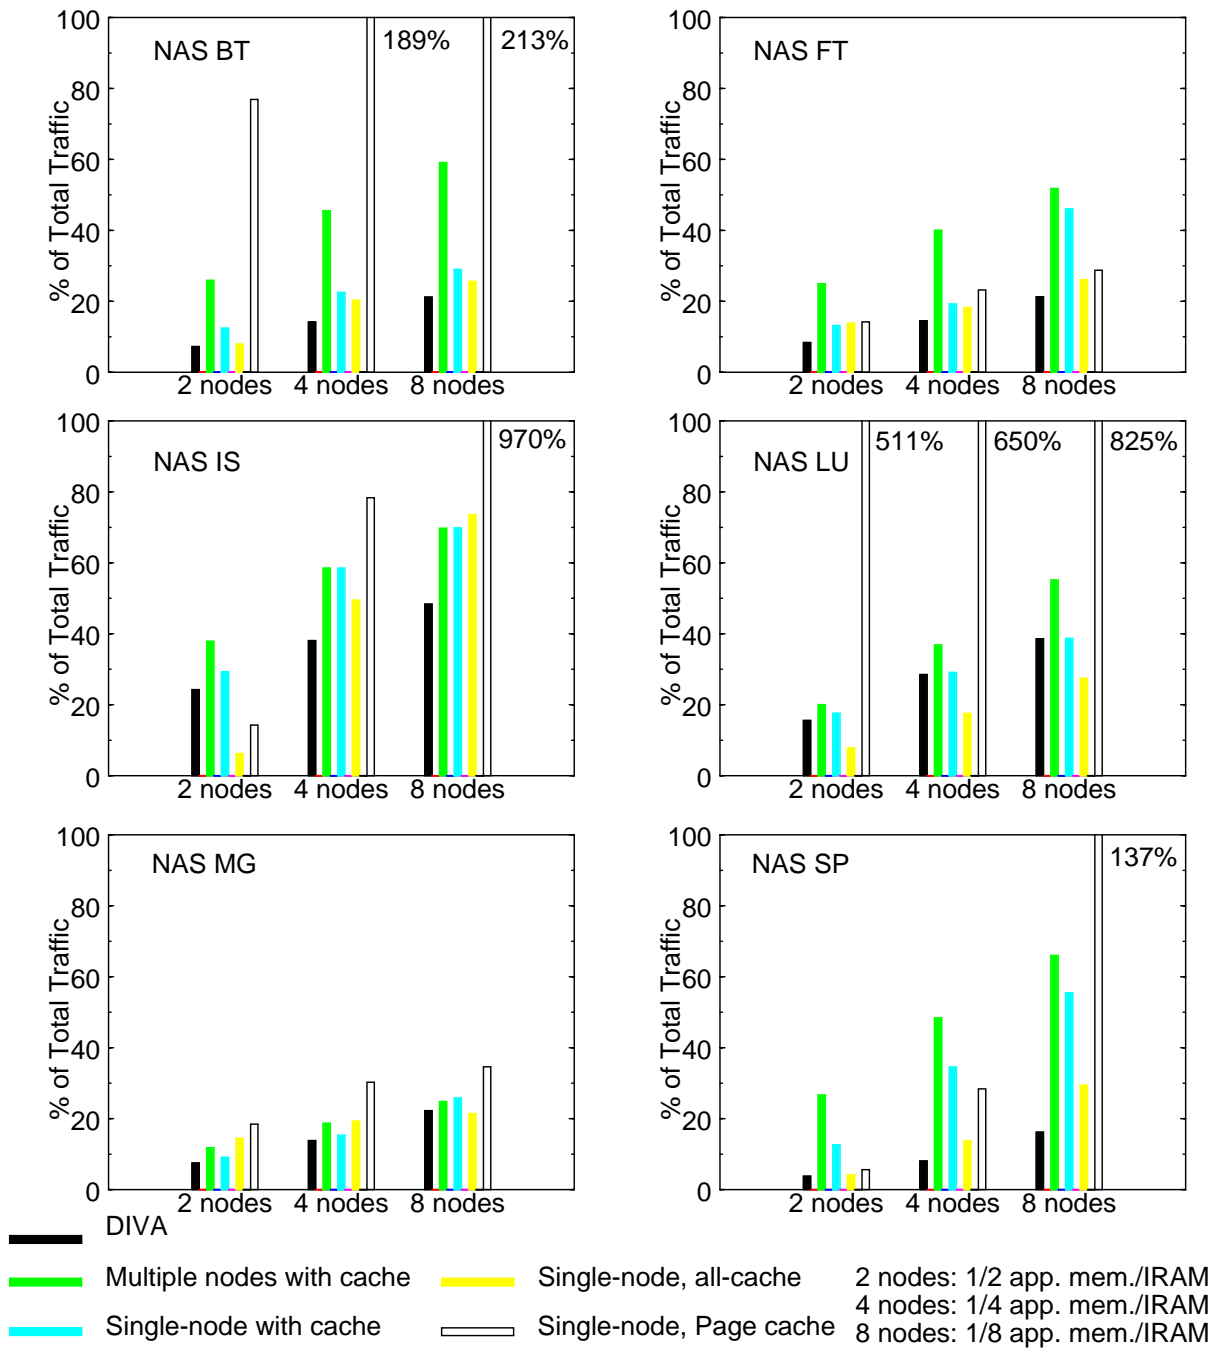 NAS BT
189%
213%
% of Total Traffic
100
80
60
40
20
0
2 nodes
4 nodes
8 nodes
NAS FT
% of Total Traffic
100
80
60
40
20
0
2 nodes
4 nodes
8 nodes
NAS IS
970%
% of Total Traffic
100
80
60
40
20
0
2 nodes
4 nodes
8 nodes
NAS LU
511%
650%
825%
% of Total Traffic
100
80
60
40
20
0
2 nodes
4 nodes
8 nodes
NAS MG
% of Total Traffic
100
80
60
40
20
0
2 nodes
4 nodes
8 nodes
NAS SP
137%
% of Total Traffic
100
80
60
40
20
0
2 nodes
4 nodes
8 nodes
DIVA
Multiple nodes with cache
Single-node with cache
Single-node, all-cache
Single-node, Page cache
2 nodes: 1/2 app. mem./IRAM
4 nodes: 1/4 app. mem./IRAM
8 nodes: 1/8 app. mem./IRAM